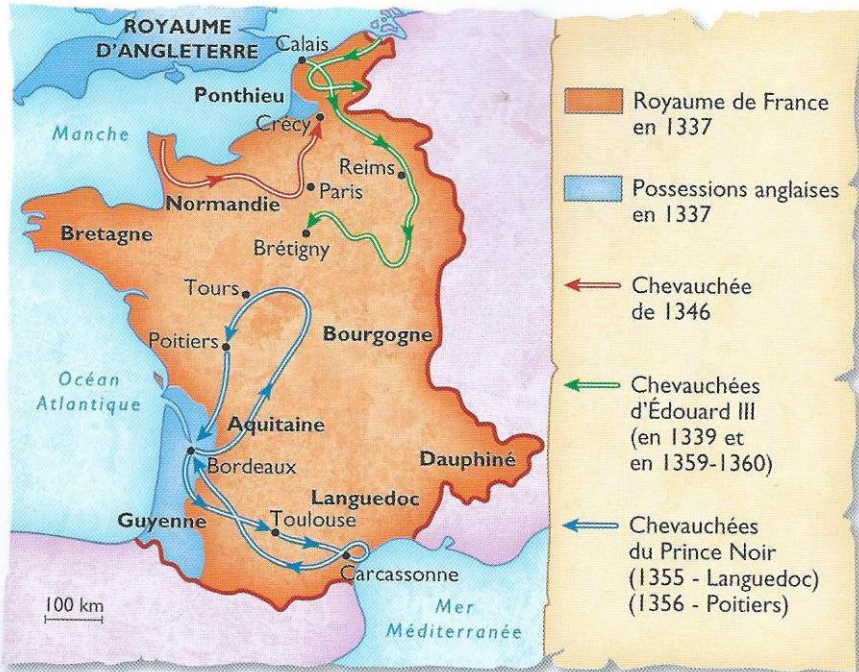 ROYAUME
D'ANGLETERRE
Calais
Ponthieu
Crécy
Manche
Reims
Paris
Normandie
Bretagne
Brétigny
Tours
Bourgogne
Poitiers
Océan
Atlantique
Aquitaine
Bordeaux
Dauphiné
Languedoc
Guyenne
Toulouse
Carcassonne
100 km
Mer
Méditerranée
Royaume de France
en 1337
Possessions anglaises
en 1337
Chevauchée
de 1346
Chevauchées
d'Édouard III
(en 1339 et
en 1359-1360)
Chevauchées
du Prince Noir
(1355 - Languedoc)
(1356 - Poitiers)